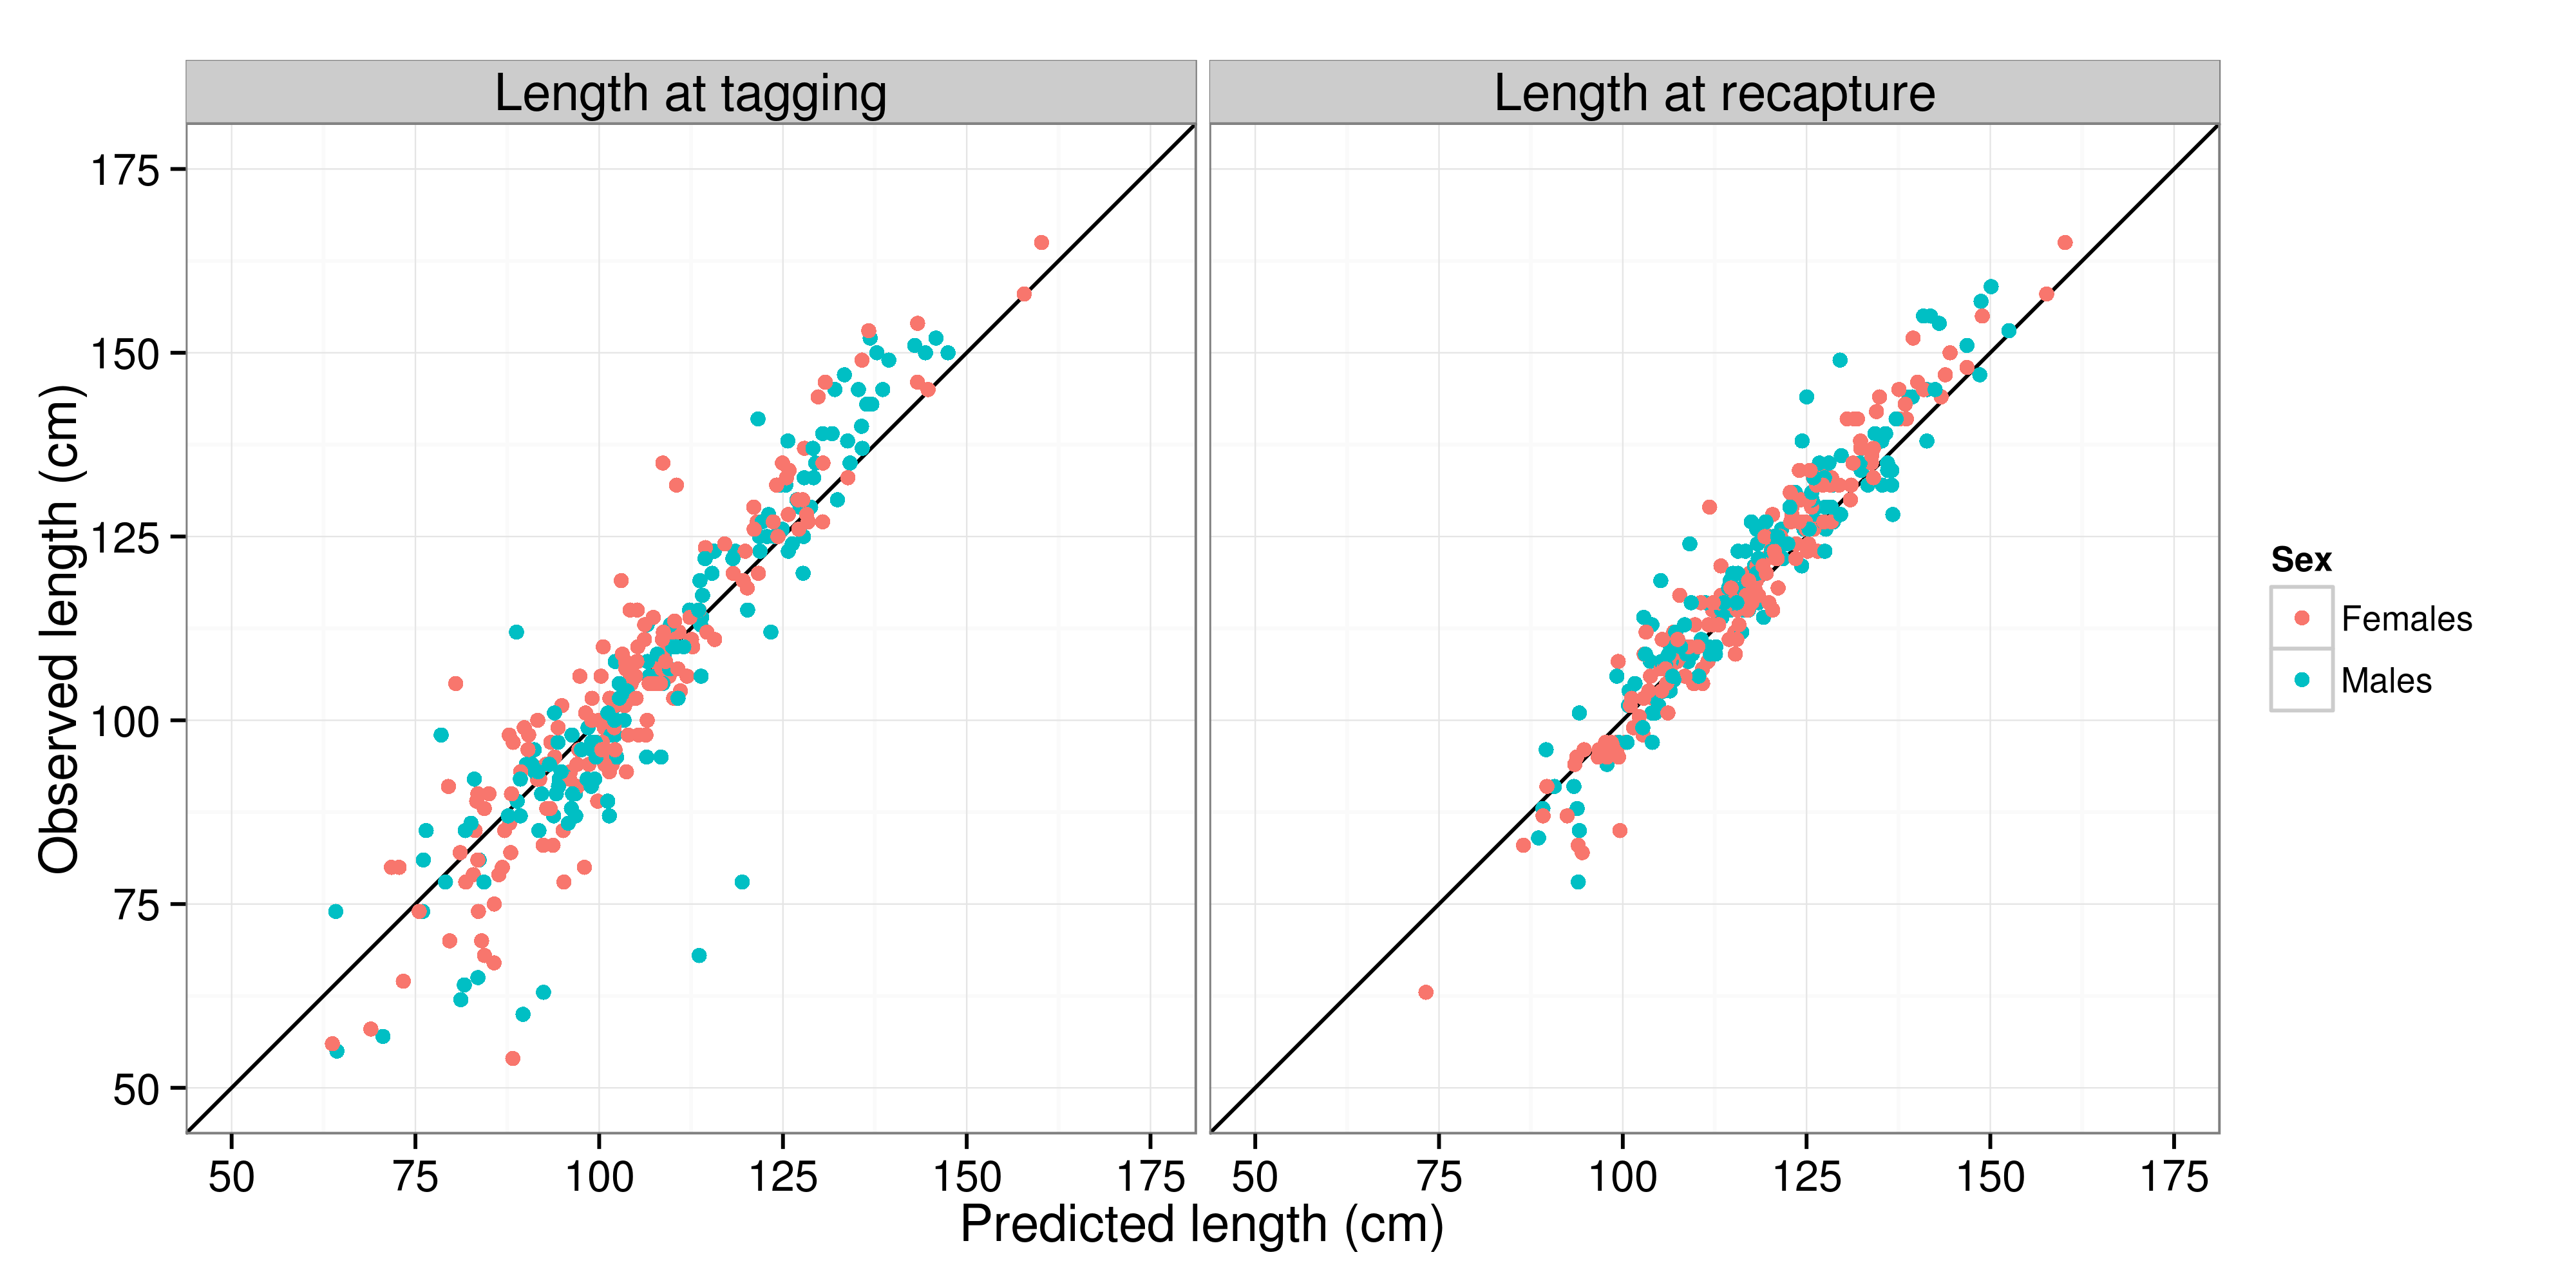 Length at tagging
Length at recapture
Observed length (cm)
175
150
125
100
75
50
50 75 100 125 150 175
50 75 100 125 150 175
Predicted length (cm)
Sex
Females
Males